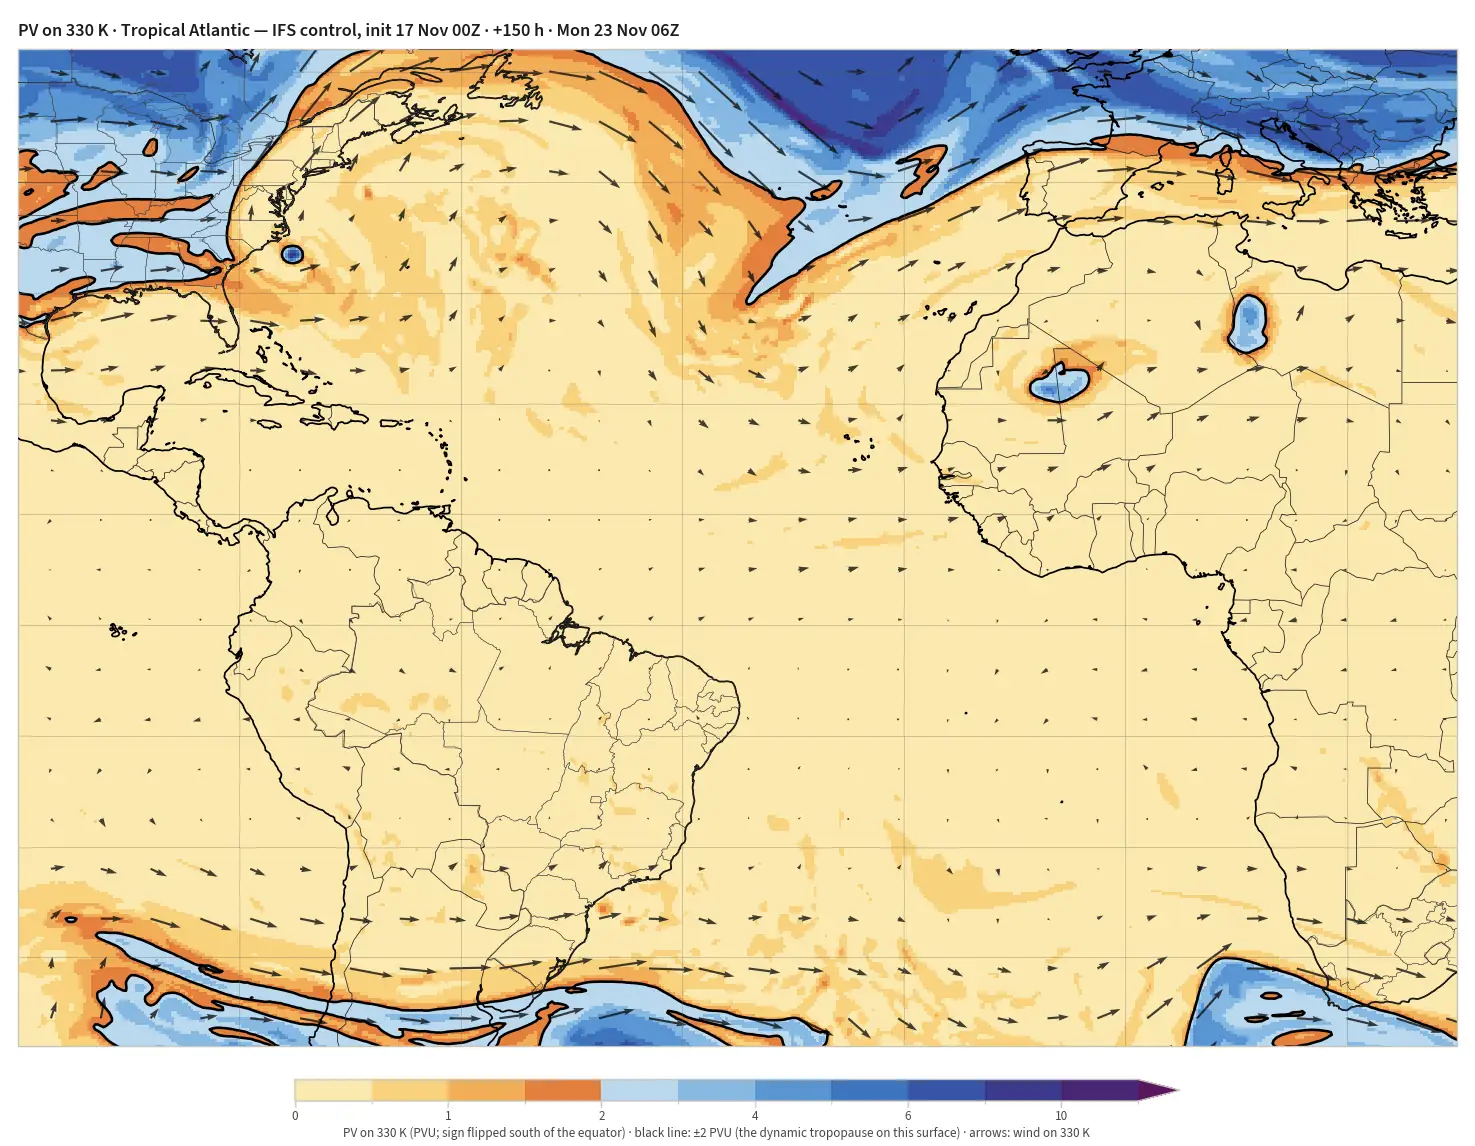 PV on 330 K · Tropical Atlantic — IFS control, init 17 Nov 00Z · +150 h · Mon 23 Nov 06Z
0 1 2 4 6 10
PV on 330 K (PVU; sign flipped south of the equator) · black line: ±2 PVU (the dynamic tropopause on this surface) · arrows: wind on 330 K